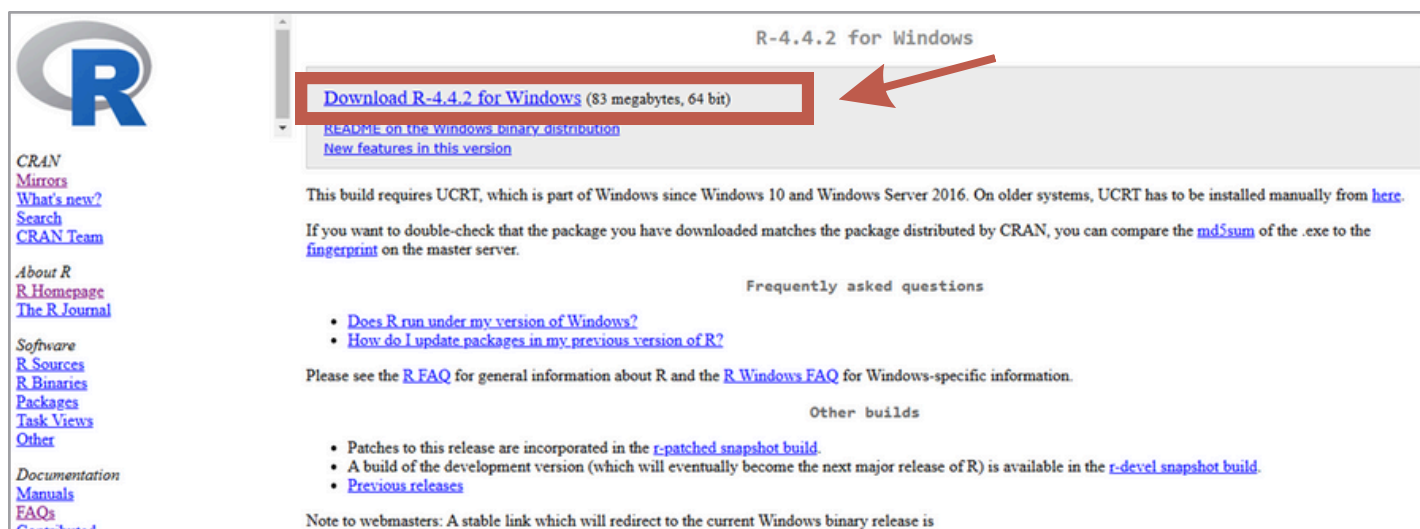 R
CRAN
Mirrors
What's new?
Search
CRAN Team
About R
R Homepage
The R Journal
Software
R Sources
R Binaries
Packages
Task Views
Other
Documentation
Manuals
FAQs
Contributed
R-4.4.2 for Windows
Download R-4.4.2 for Windows (83 megabytes, 64 bit)
README on the Windows binary distribution
New features in this version
This build requires UCRT, which is part of Windows since Windows 10 and Windows Server 2016. On older systems, UCRT has to be installed manually from here.
If you want to double-check that the package you have downloaded matches the package distributed by CRAN, you can compare the md5sum of the .exe to the
fingerprint on the master server.
Frequently asked questions
• Does R run under my version of Windows?
• How do I update packages in my previous version of R?
Please see the R FAQ for general information about R and the R Windows FAQ for Windows-specific information.
Other builds
• Patches to this release are incorporated in the r-patched snapshot build.
• A build of the development version (which will eventually become the next major release of R) is available in the r-devel snapshot build.
• Previous releases
Note to webmasters: A stable link which will redirect to the current Windows binary release is